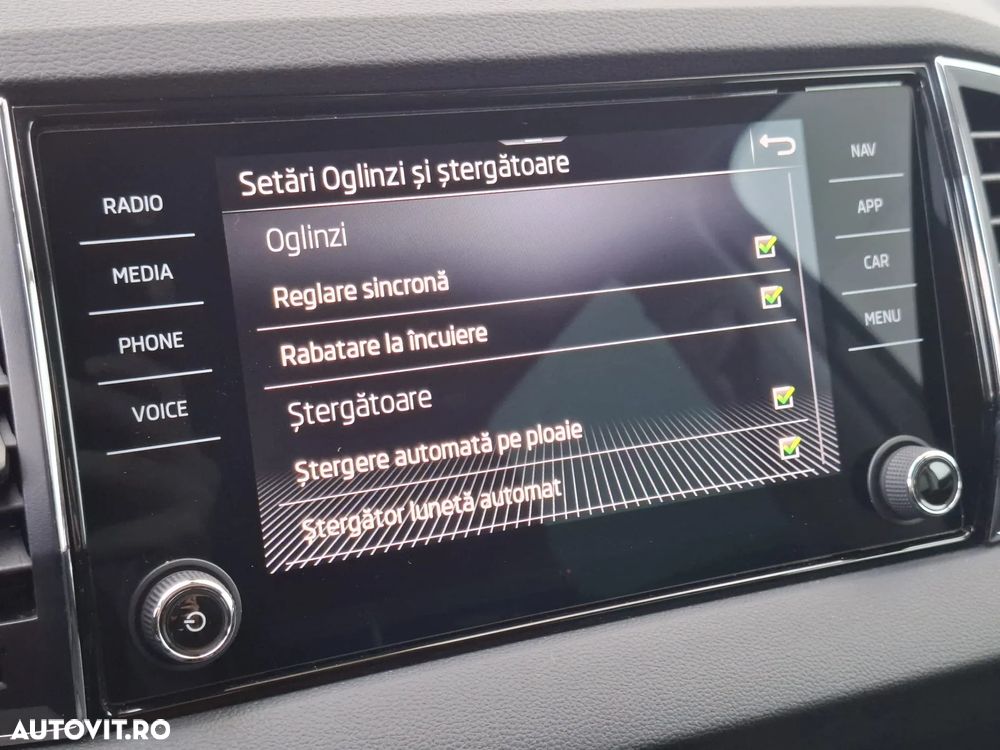 RADIO
MEDIA
PHONE
VOICE
Setări Oglinzi și ștergătoare
Oglinzi
Reglare sincronă
Rabatare la încuiere
Ștergătoare
Ștergere automată pe ploaie
Ștergător lunetă automat
NAV
APP
CAR
MENU
AUTOVIT.RO